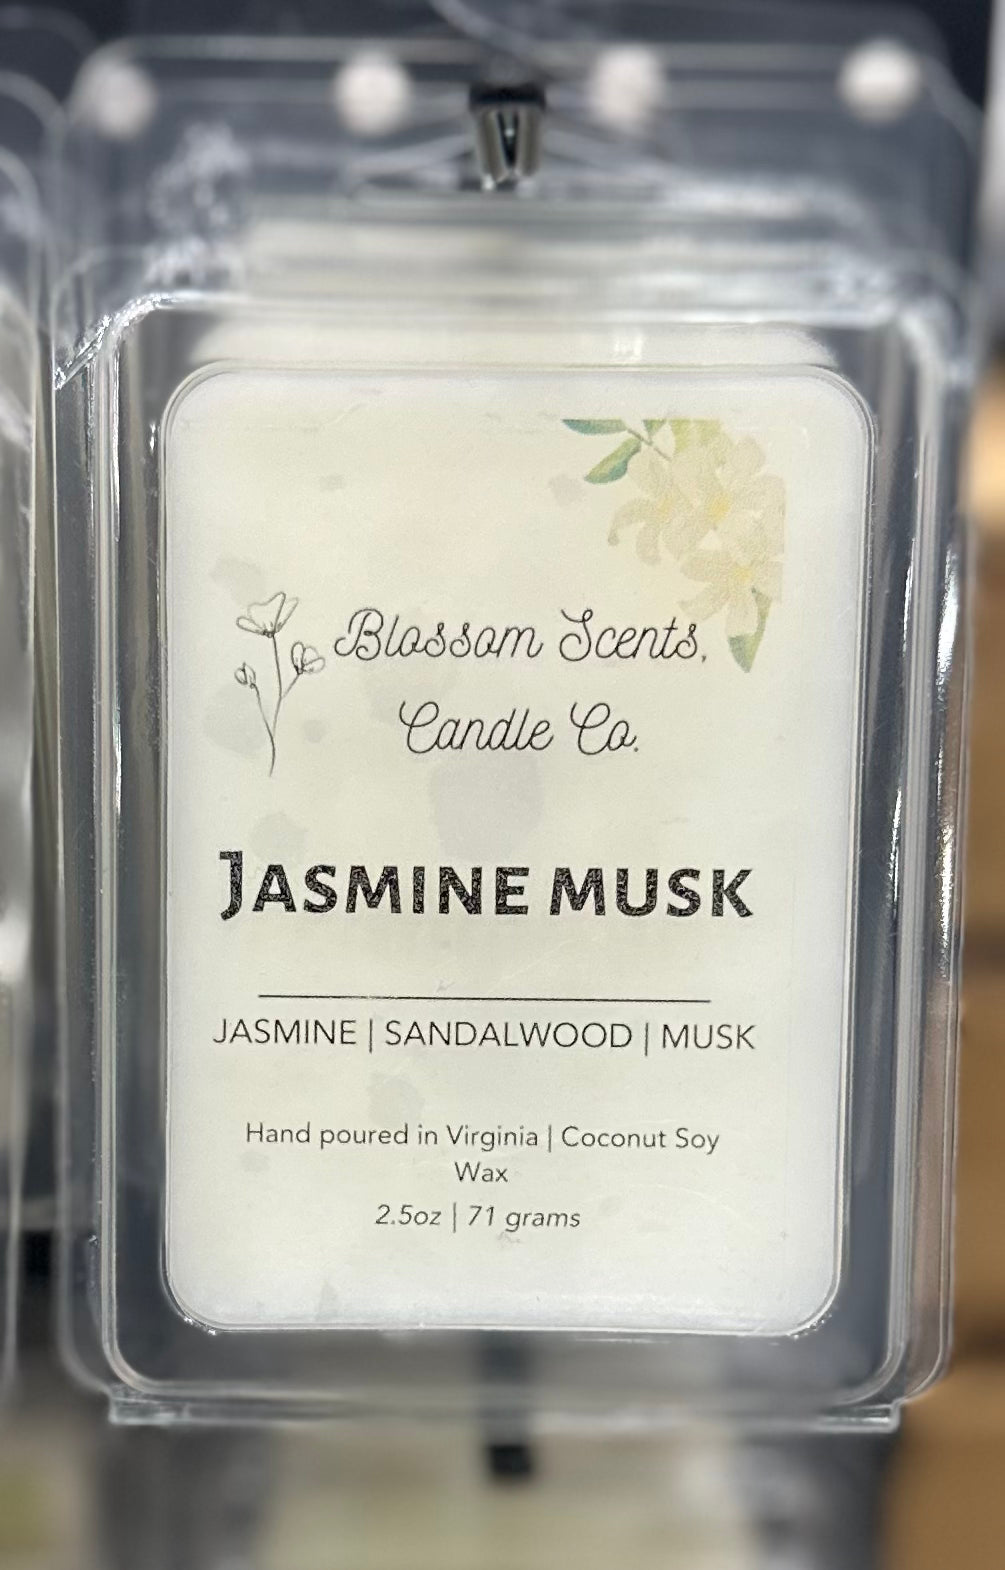 Blossom Scents,
Candle Co.
JASMINE MUSK
JASMINE | SANDALWOOD | MUSK
Hand poured in Virginia | Coconut Soy
Wax
2.5oz | 71 grams